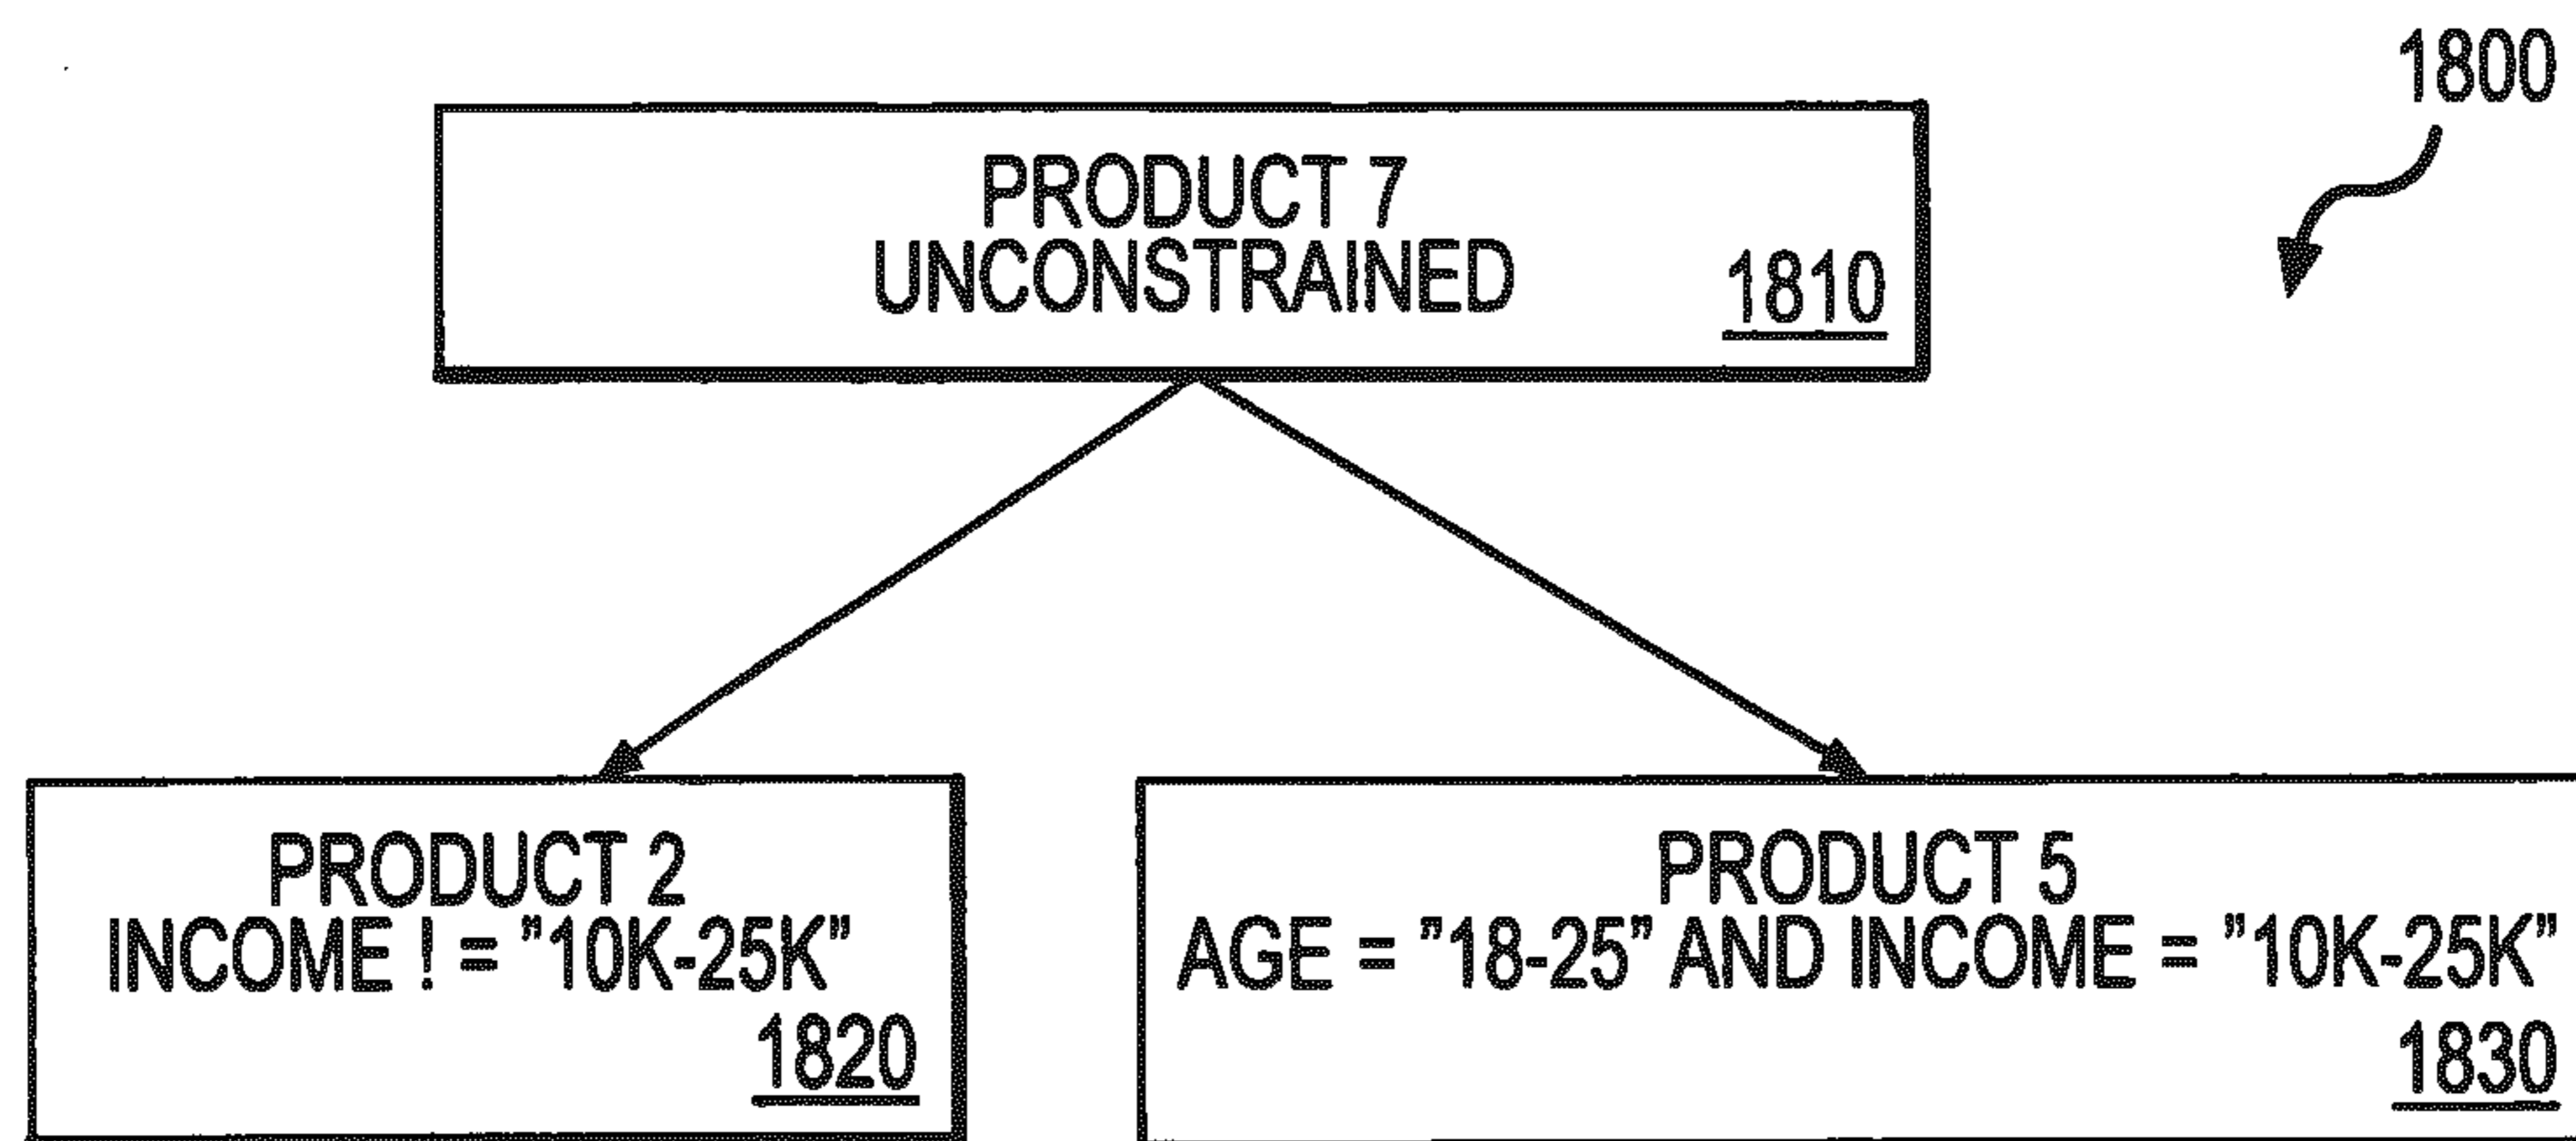 1800
PRODUCT 7
UNCONSTRAINED
1810
PRODUCT 2
INCOME ! = "10K-25K"
1820
PRODUCT 5
AGE = "18-25" AND INCOME = "10K-25K"
1830